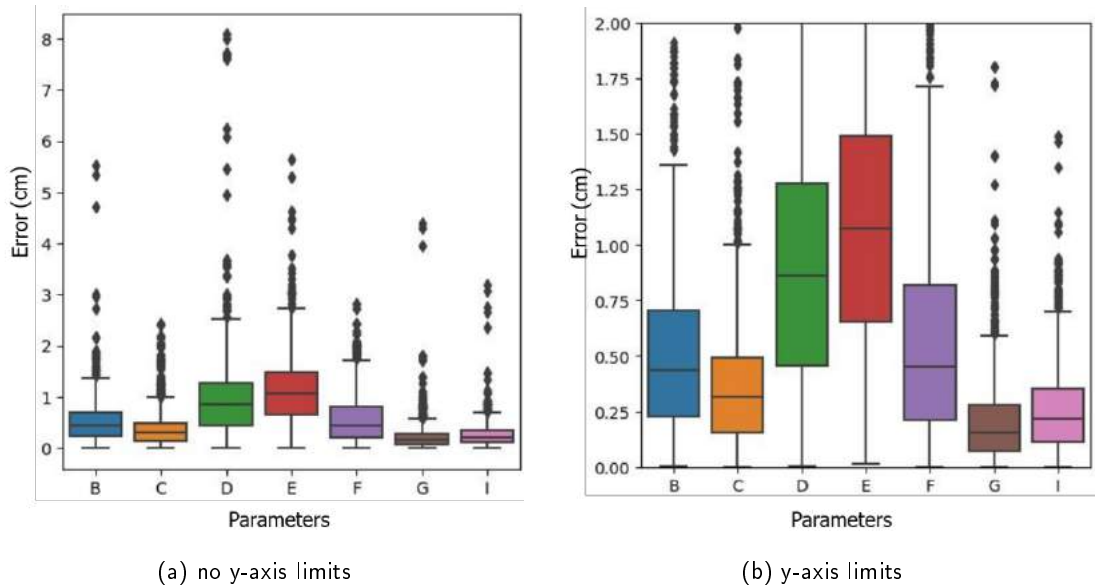 8
7
6
5
4
3
2
1
0
Error (cm)
B C D E F G I
Parameters
(a) no y-axis limits
2.00
1.75
1.50
1.25
1.00
0.75
0.50
0.25
0.00
Error (cm)
B C D E F G I
Parameters
(b) y-axis limits